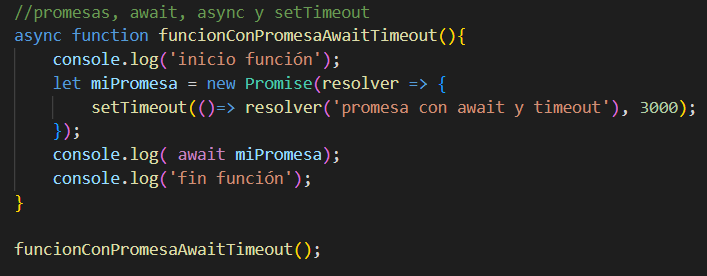 //promesas, await, async y setTimeout
async function funcionConPromesaAwaitTimeout(){
    console.log('inicio función');
    let miPromesa = new Promise(resolver => {
        setTimeout(()=> resolver('promesa con await y timeout'), 3000);
    });
    console.log( await miPromesa);
    console.log('fin función');
}

funcionConPromesaAwaitTimeout();